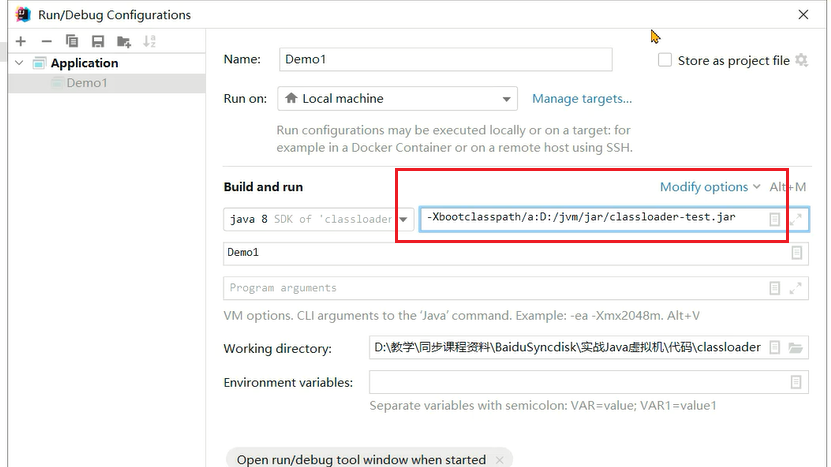 Run/Debug Configurations
Application
Demo1
Name: Demo1 Store as project file
Run on: Local machine Manage targets...
Run configurations may be executed locally or on a target: for
example in a Docker Container or on a remote host using SSH.
Build and run Modify options Alt+M
java 8 SDK of 'classloader -Xbootclasspath/a:D:/jvm/jar/classloader-test.jar
Demo1
Program arguments
VM options. CLI arguments to the 'Java' command. Example: -ea -Xmx2048m. Alt+V
Working directory: D:\教学\同步课程资料\BaiduSyncdisk\实战Java虚拟机\代码\classloader
Environment variables:
Separate variables with semicolon: VAR=value; VAR1=value1
Open run/debug tool window when started